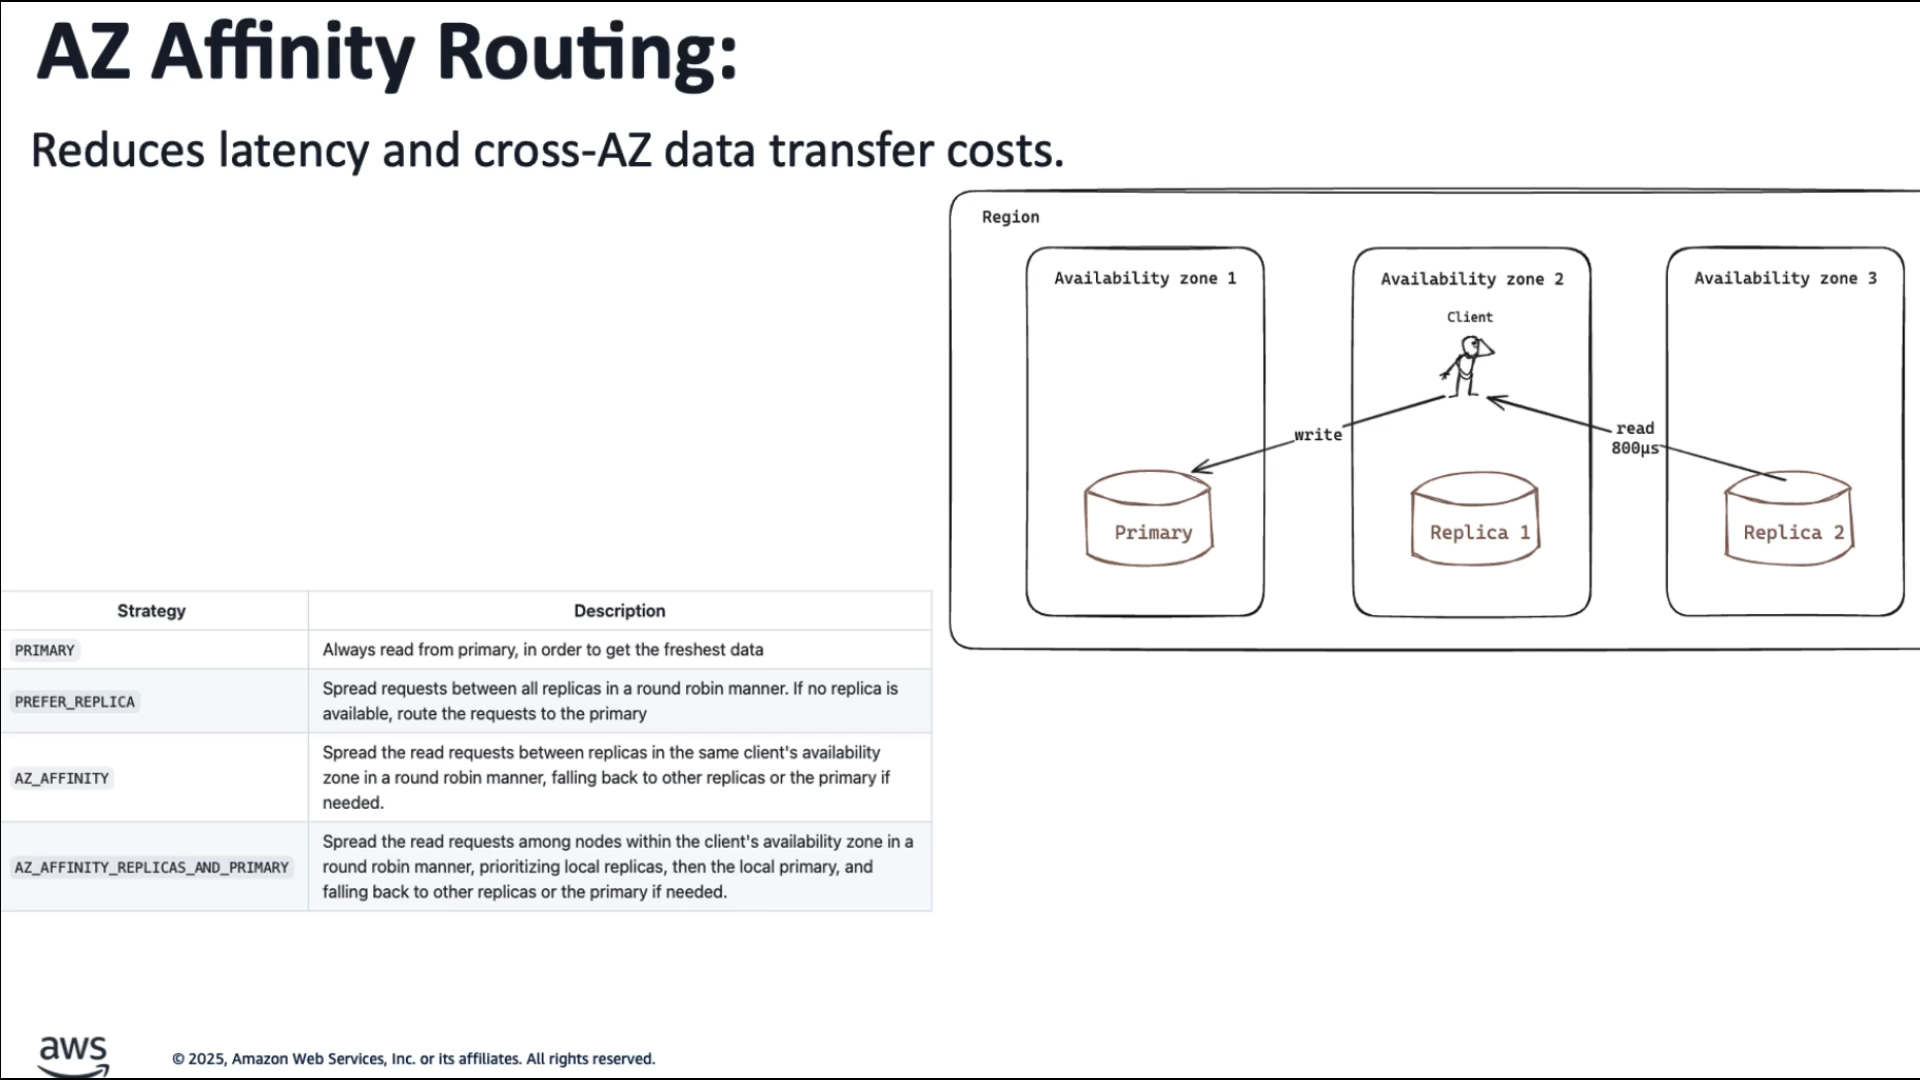 AZ Affinity Routing:
Reduces latency and cross-AZ data transfer costs.
Region
Availability zone 1
Availability zone 2
Availability zone 3
Client
write
read
800µs
Primary
Replica 1
Replica 2
Strategy
Description
PRIMARY
Always read from primary, in order to get the freshest data
PREFER_REPLICA
Spread requests between all replicas in a round robin manner. If no replica is
available, route the requests to the primary
AZ_AFFINITY
Spread the read requests between replicas in the same client's availability
zone in a round robin manner, falling back to other replicas or the primary if
needed.
AZ_AFFINITY_REPLICAS_AND_PRIMARY
Spread the read requests among nodes within the client's availability zone in a
round robin manner, prioritizing local replicas, then the local primary, and
falling back to other replicas or the primary if needed.
aws
© 2025, Amazon Web Services, Inc. or its affiliates. All rights reserved.